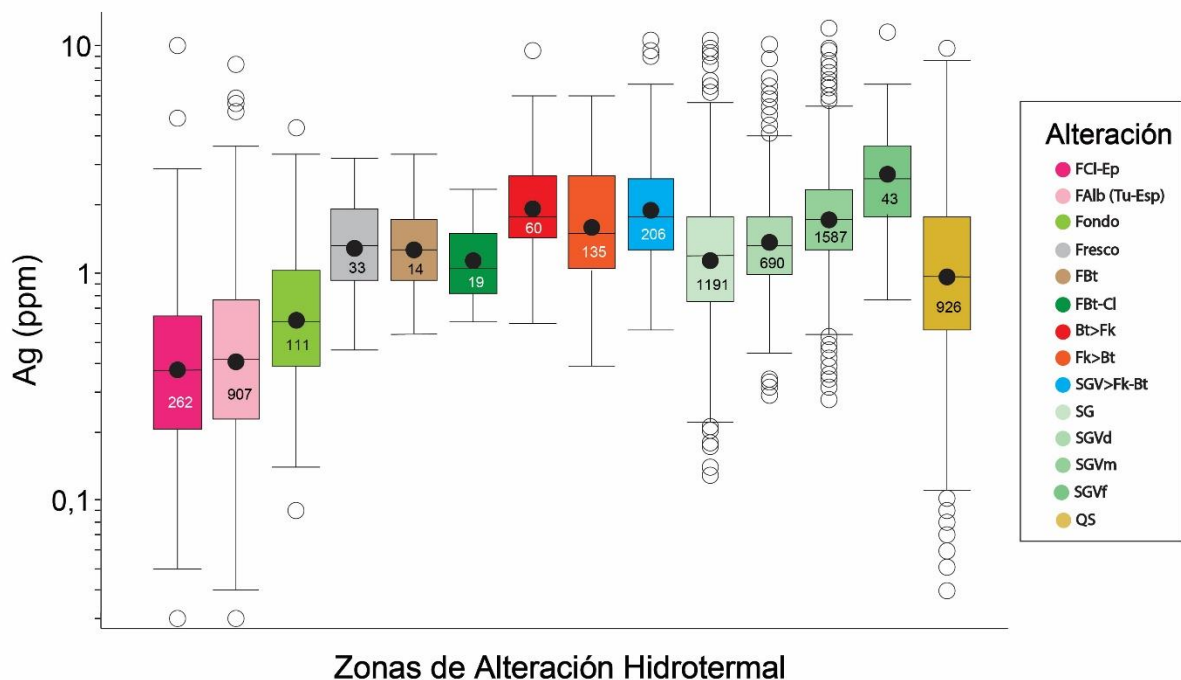 10
1
0,1
Ag (ppm)
262
907
111
33
14
19
60
135
206
1191
690
1587
43
926
Zonas de Alteración Hidrotermal
Alteración
FCl-Ep
FAlb (Tu-Esp)
Fondo
Fresco
FBt
FBt-Cl
Bt>Fk
Fk>Bt
SGV>Fk-Bt
SG
SGVd
SGVm
SGVf
QS